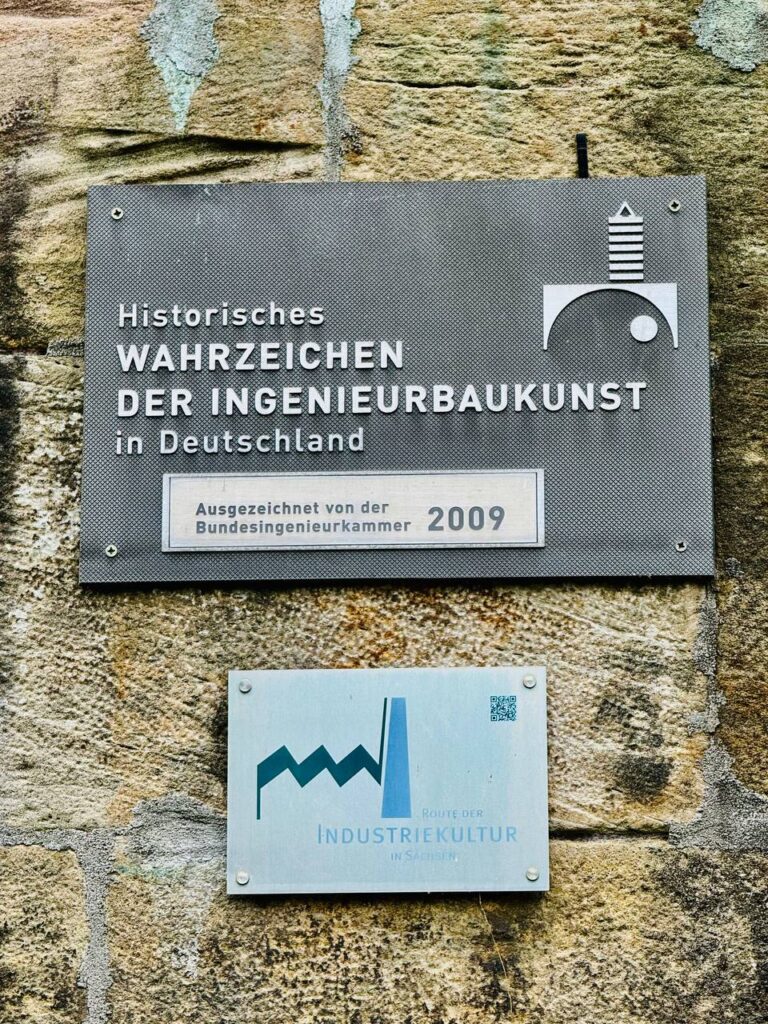 Historisches
WAHRZEICHEN
DER INGENIEURBAUKUNST
in Deutschland
Ausgezeichnet von der
Bundesingenieurkammer 2009
ROUTE DER
INDUSTRIEKULTUR
IN SACHSEN